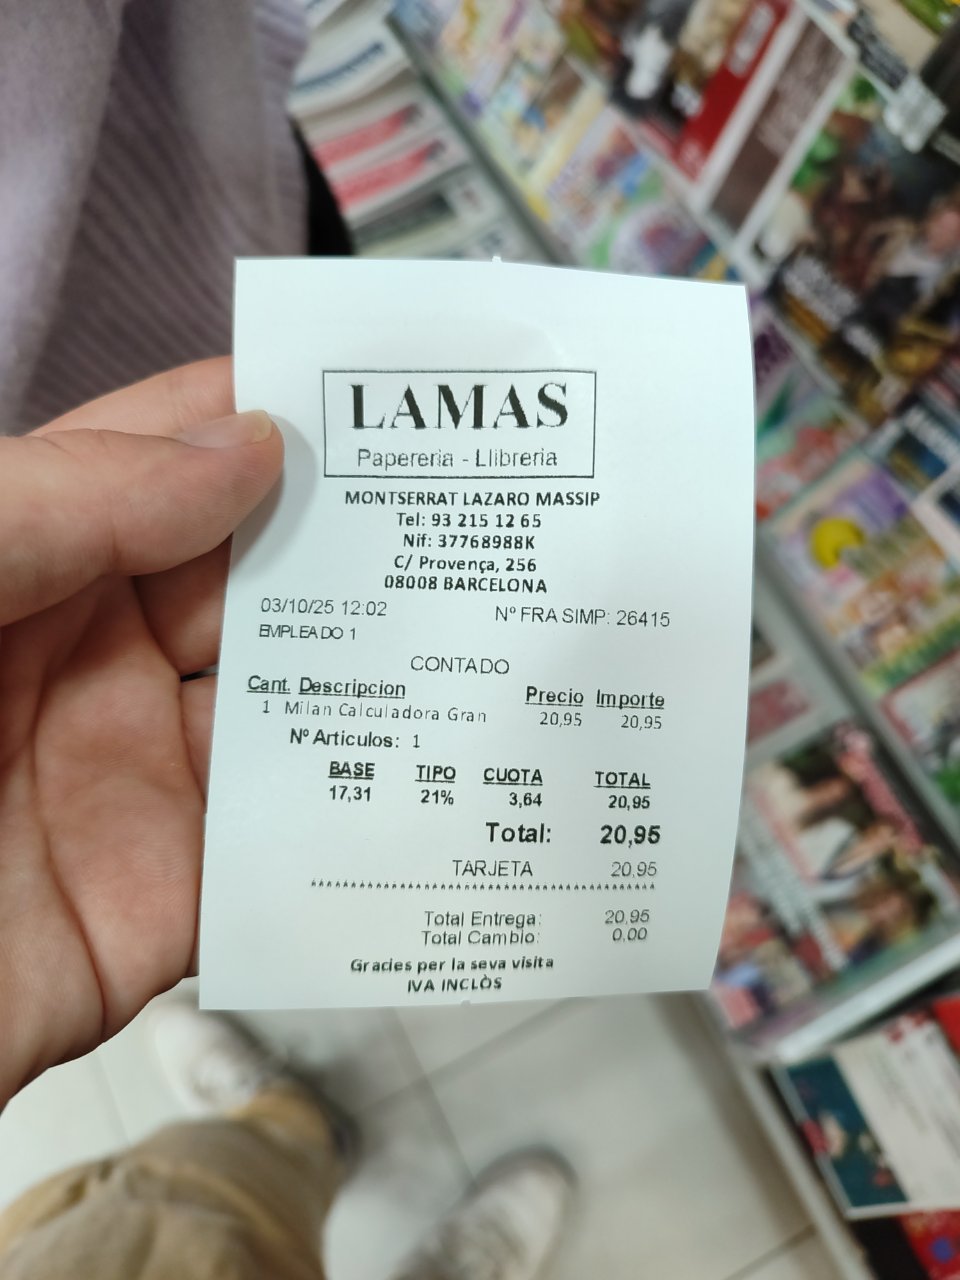 LAMAS
Papereria - Llibreria
MONTSERRAT LAZARO MASSIP
Tel: 93 215 12 65
Nif: 37768988K
C/ Provença, 256
08008 BARCELONA
03/10/25 12:02 Nº FRA SIMP: 26415
EMPLEADO 1
CONTADO
Cant. Descripcion Precio Importe
1 Milan Calculadora Gran 20,95 20,95
Nº Articulos: 1
BASE TIPO CUOTA TOTAL
17,31 21% 3,64 20,95
Total: 20,95
TARJETA 20,95
Total Entrega: 20,95
Total Cambio: 0,00
Gracies per la seva visita
IVA INCLÒS